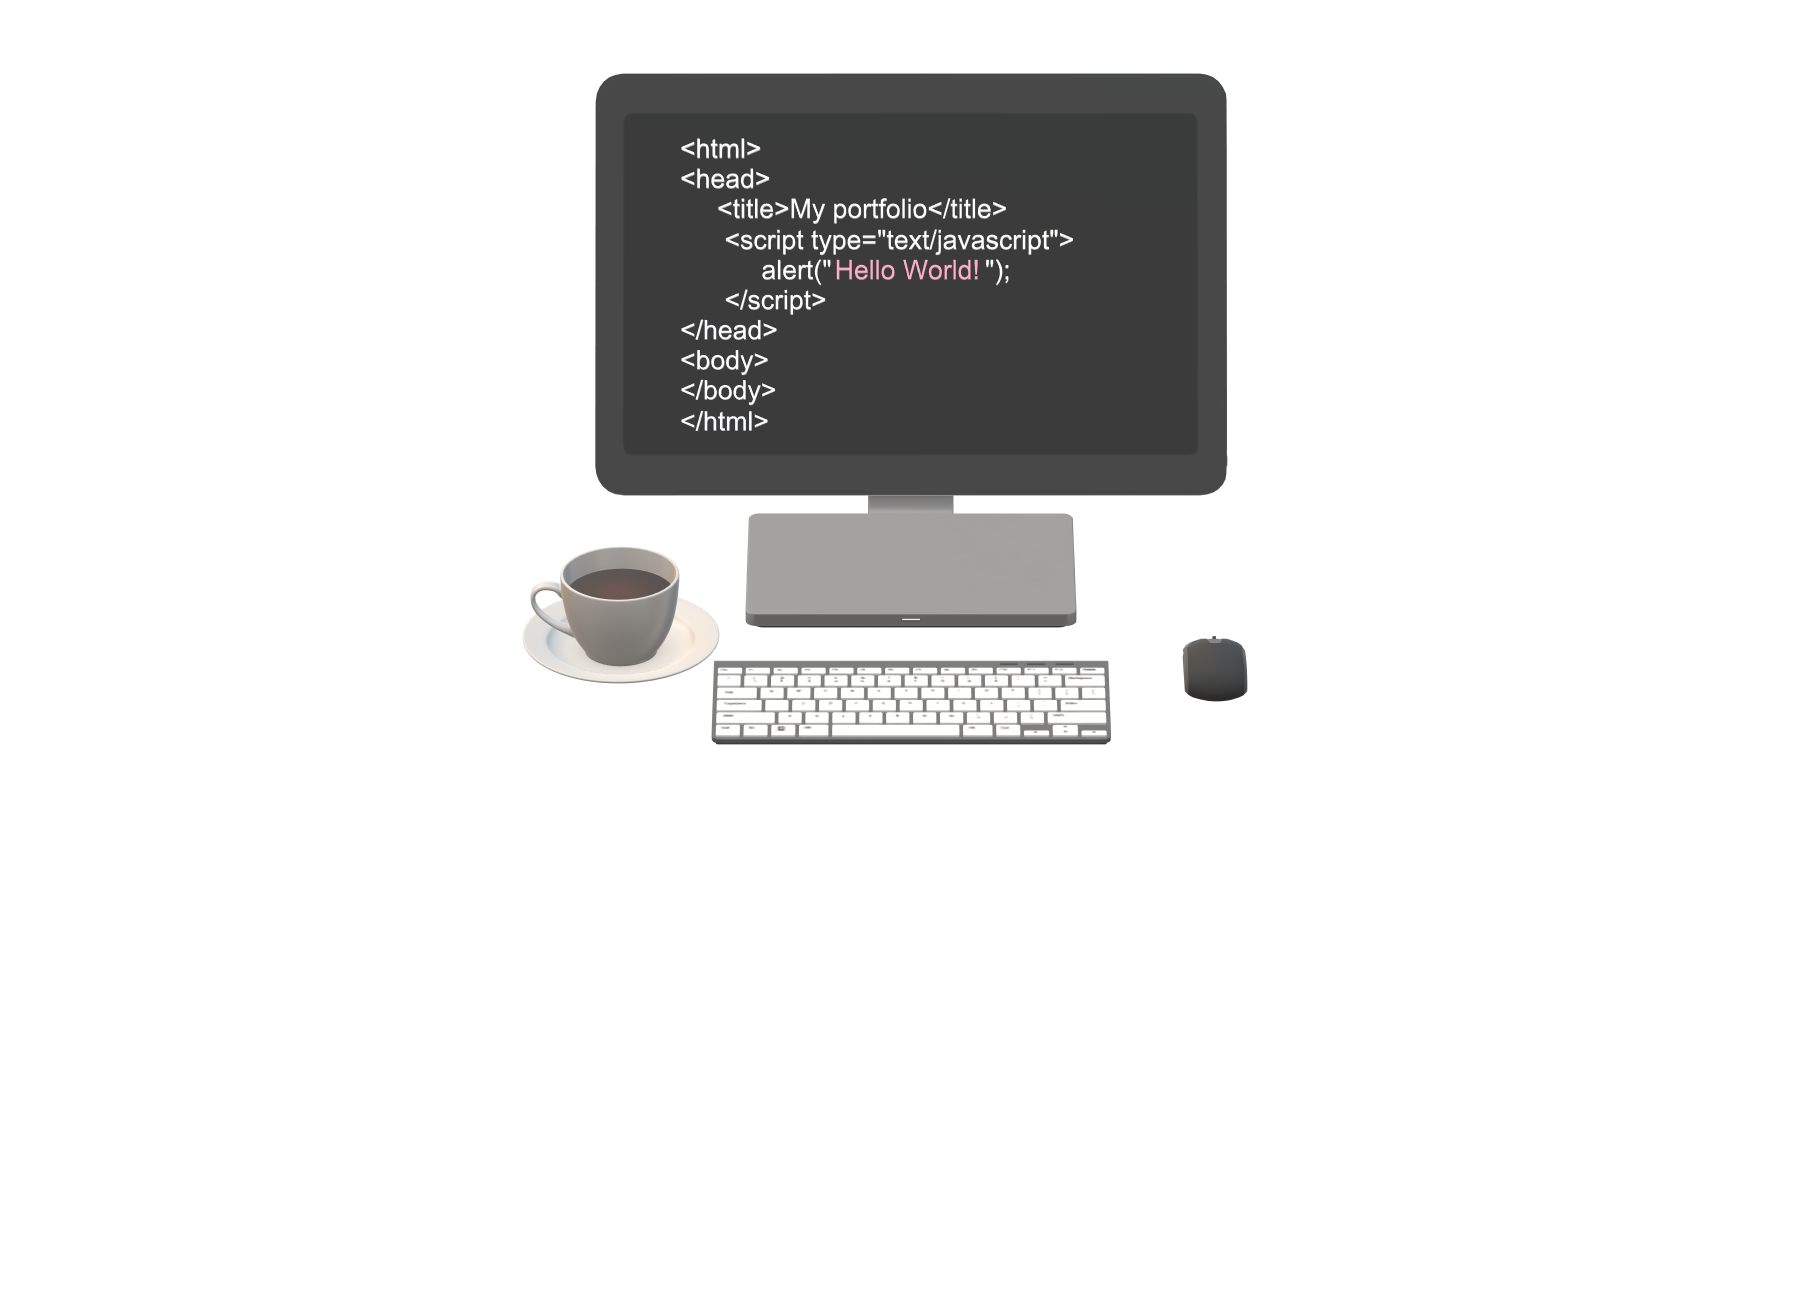 <html>
<head>
<title>My portfolio</title>
<script type="text/javascript">
alert("Hello World!");
</script>
</head>
<body>
</body>
</html>